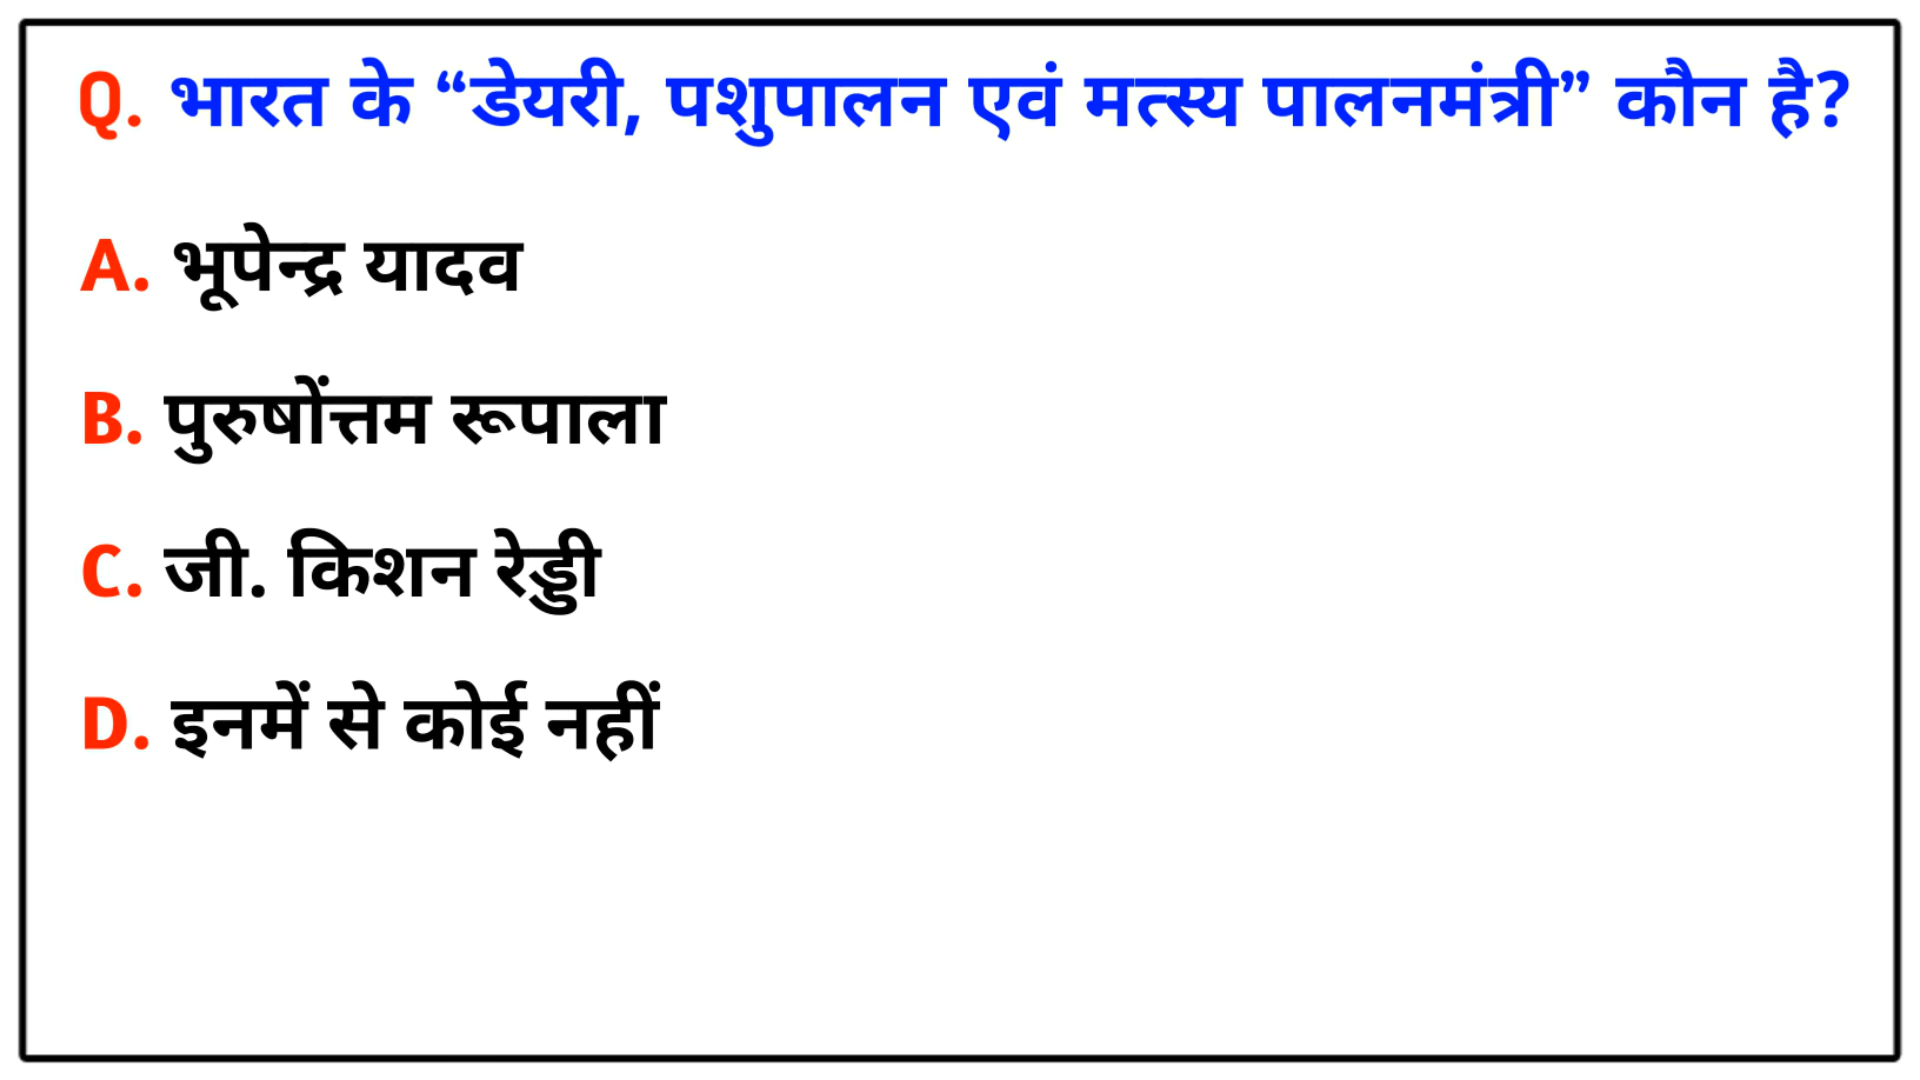 Q. भारत के “डेयरी, पशुपालन एवं मत्स्य पालनमंत्री” कौन है?
A. भूपेन्द्र यादव
B. पुरुषोंत्तम रूपाला
C. जी. किशन रेड्डी
D. इनमें से कोई नहीं